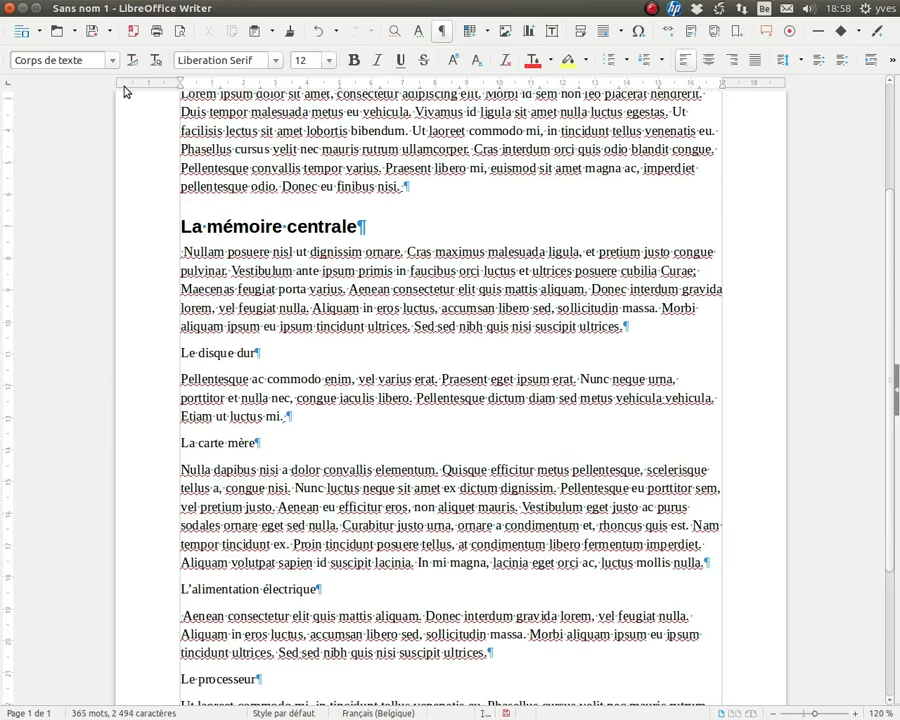 Sans nom 1 - LibreOffice Writer
Be
18:58
yves
Corps de texte
Liberation Serif
12
Lorem ipsum dolor sit amet, consectetur adipiscing elit. Morbi id sem non leo placerat hendrerit.
Duis tempor malesuada metus eu vehicula. Vivamus id ligula sit amet nulla luctus egestas. Ut
facilisis lectus sit amet lobortis bibendum. Ut laoreet commodo mi, in tincidunt tellus venenatis eu.
Phasellus cursus velit nec mauris rutrum ullamcorper. Cras interdum orci quis odio blandit congue.
Pellentesque convallis tempor varius. Praesent libero mi, euismod sit amet magna ac, imperdiet
pellentesque odio. Donec eu finibus nisi. ¶
La mémoire centrale¶
Nullam posuere nisl ut dignissim ornare. Cras maximus malesuada ligula, et pretium justo congue
pulvinar. Vestibulum ante ipsum primis in faucibus orci luctus et ultrices posuere cubilia Curae;
Maecenas feugiat porta varius. Aenean consectetur elit quis mattis aliquam. Donec interdum gravida
lorem, vel feugiat nulla. Aliquam in eros luctus, accumsan libero sed, sollicitudin massa. Morbi
aliquam ipsum eu ipsum tincidunt ultrices. Sed sed nibh quis nisi suscipit ultrices.¶
Le disque dur¶
Pellentesque ac commodo enim, vel varius erat. Praesent eget ipsum erat. Nunc neque urna,
porttitor et nulla nec, congue iaculis libero. Pellentesque dictum diam sed metus vehicula vehicula.
Etiam ut luctus mi. ¶
La carte mère¶
Nulla dapibus nisi a dolor convallis elementum. Quisque efficitur metus pellentesque, scelerisque
tellus a, congue nisi. Nunc luctus neque sit amet ex dictum dignissim. Pellentesque eu porttitor sem,
vel pretium justo. Aenean eu efficitur eros, non aliquet mauris. Vestibulum eget justo ac purus
sodales ornare eget sed nulla. Curabitur justo urna, ornare a condimentum et, rhoncus quis est. Nam
tempor tincidunt ex. Proin tincidunt posuere tellus, at condimentum libero fermentum imperdiet.
Aliquam volutpat sapien id suscipit lacinia. In mi magna, lacinia eget orci ac, luctus mollis nulla.¶
L'alimentation électrique¶
Aenean consectetur elit quis mattis aliquam. Donec interdum gravida lorem, vel feugiat nulla.
Aliquam in eros luctus, accumsan libero sed, sollicitudin massa. Morbi aliquam ipsum eu ipsum
tincidunt ultrices. Sed sed nibh quis nisi suscipit ultrices.¶
Le processeur¶
Ut laoreet commodo mi, in tincidunt tellus venenatis eu. Phasellus cursus velit nec mauris
Page 1 de 1
365 mots, 2 494 caractères
Style par défaut
Français (Belgique)
120 %